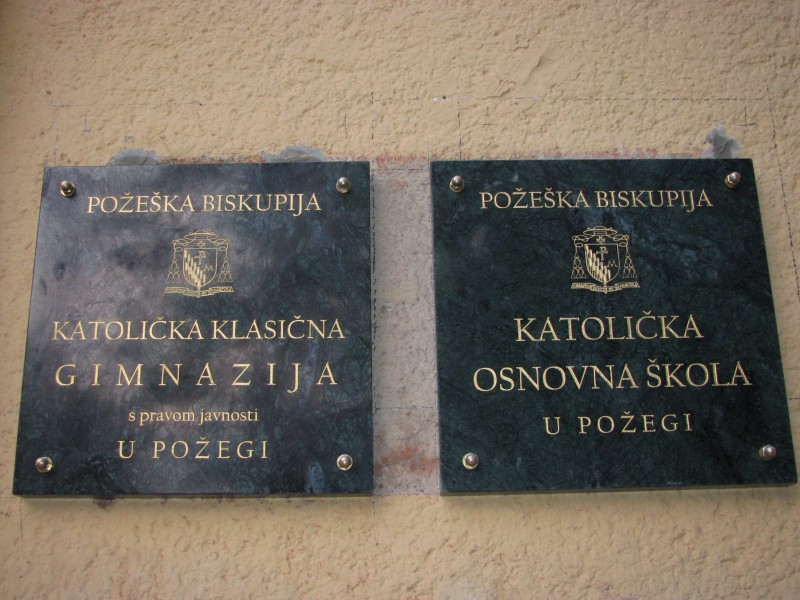 POŽEŠKA BISKUPIJA
KATOLIČKA KLASIČNA
GIMNAZIJA
s pravom javnosti
U POŽEGI
POŽEŠKA BISKUPIJA
KATOLIČKA
OSNOVNA ŠKOLA
U POŽEGI